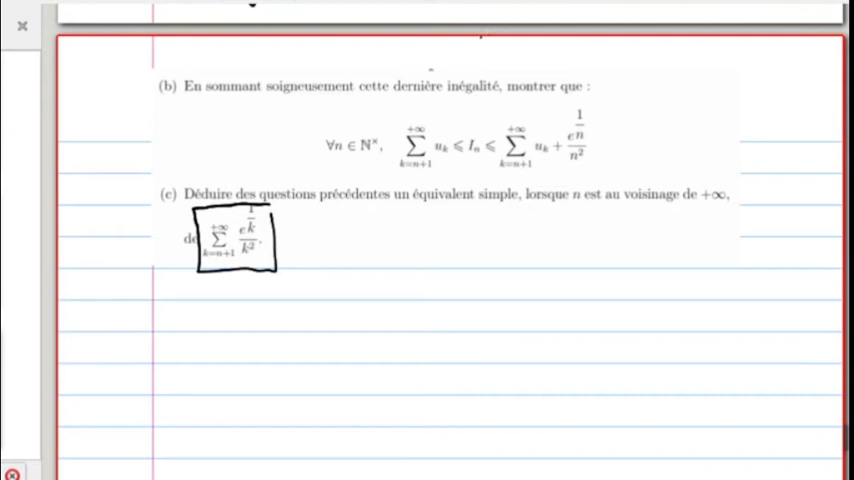 (b) En sommant soigneusement cette dernière inégalité, montrer que :
∀n ∈ ℕ*, ∑_{k=n+1}^{+∞} u_k ⩽ I_n ⩽ ∑_{k=n+1}^{+∞} u_k + e^{1/n}/n²
(c) Déduire des questions précédentes un équivalent simple, lorsque n est au voisinage de +∞,
de ∑_{k=n+1}^{+∞} e^{1/k}/k².